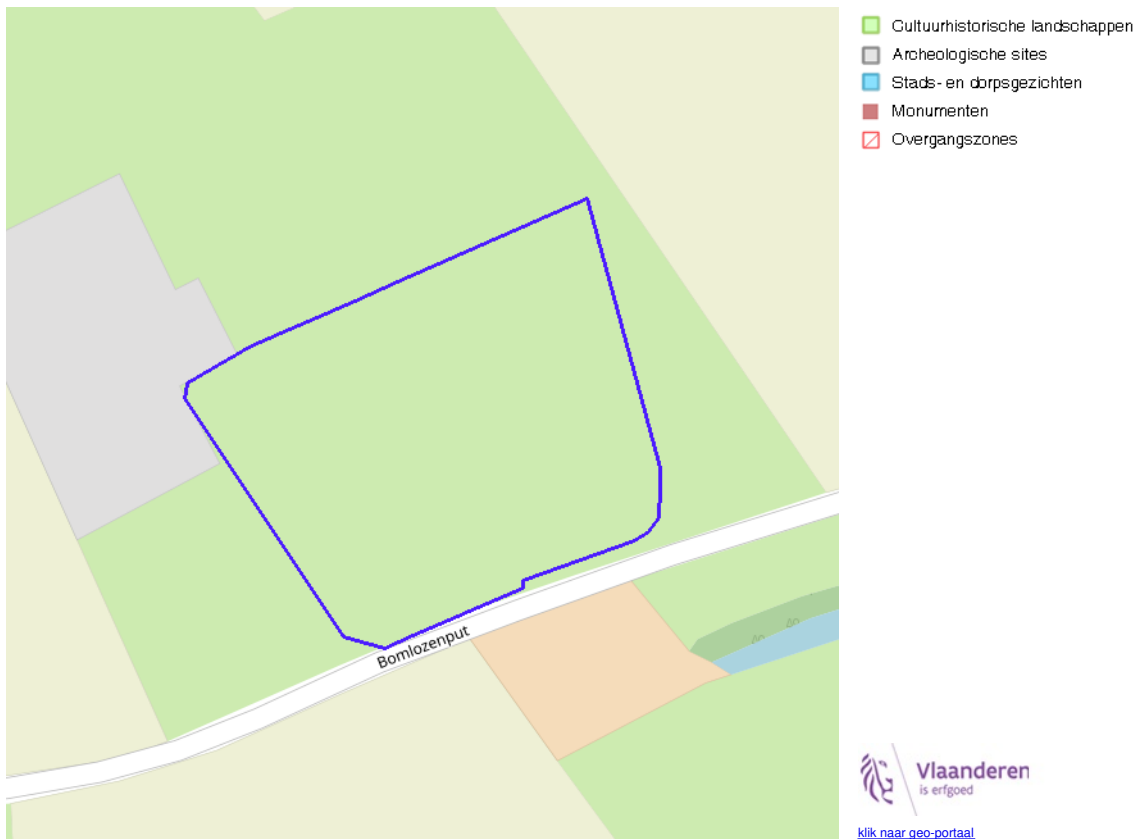 Cultuurhistorische landschappen
Archeologische sites
Stads- en dorpsgezichten
Monumenten
Overgangszones
Bomlozenput
Vlaanderen
is erfgoed
klik naar geo-portaal